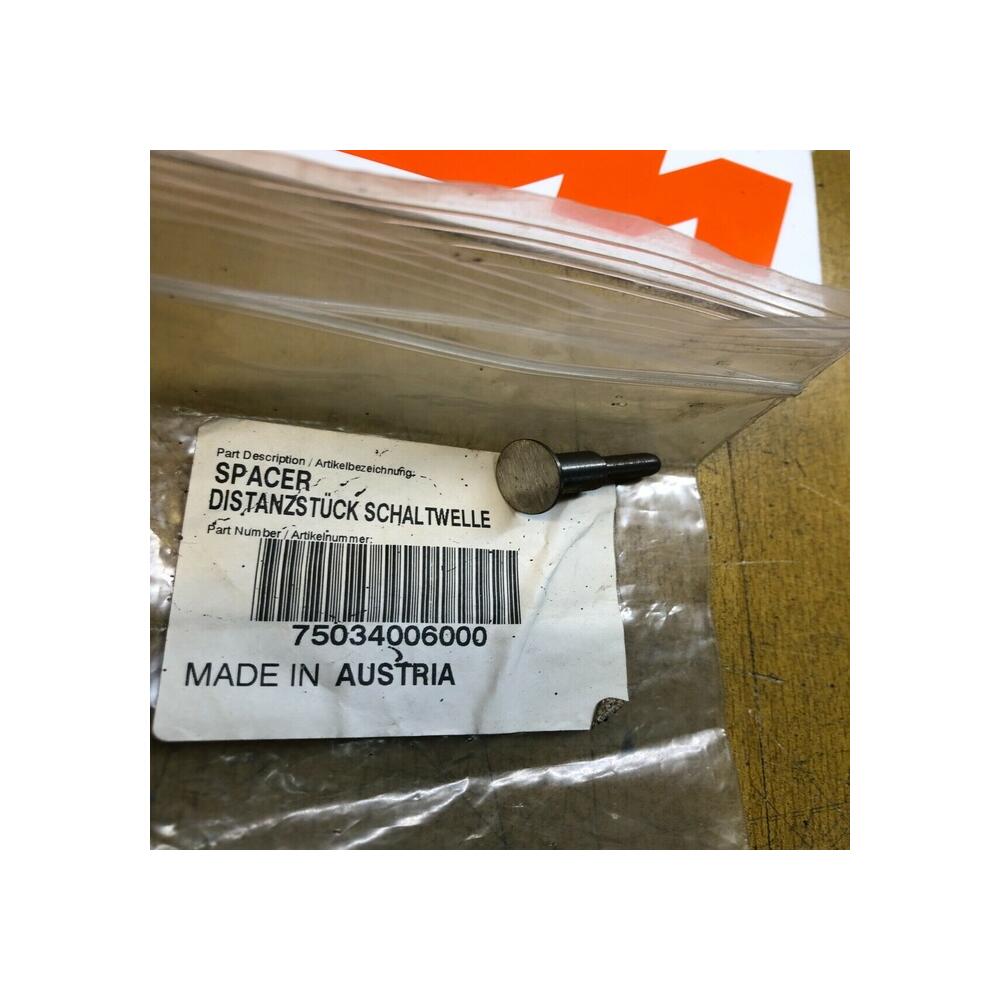 Part Description / Artikelbezeichnung:
SPACER
DISTANZSTÜCK SCHALTWELLE
Part Number / Artikelnummer:
75034006000
MADE IN AUSTRIA